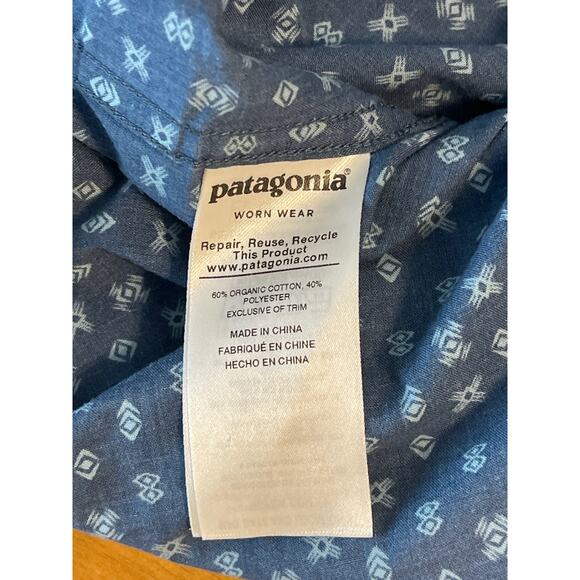 patagonia®
WORN WEAR
Repair, Reuse, Recycle
This Product
www.patagonia.com
60% ORGANIC COTTON, 40%
POLYESTER
EXCLUSIVE OF TRIM
MADE IN CHINA
FABRIQUÉ EN CHINE
HECHO EN CHINA